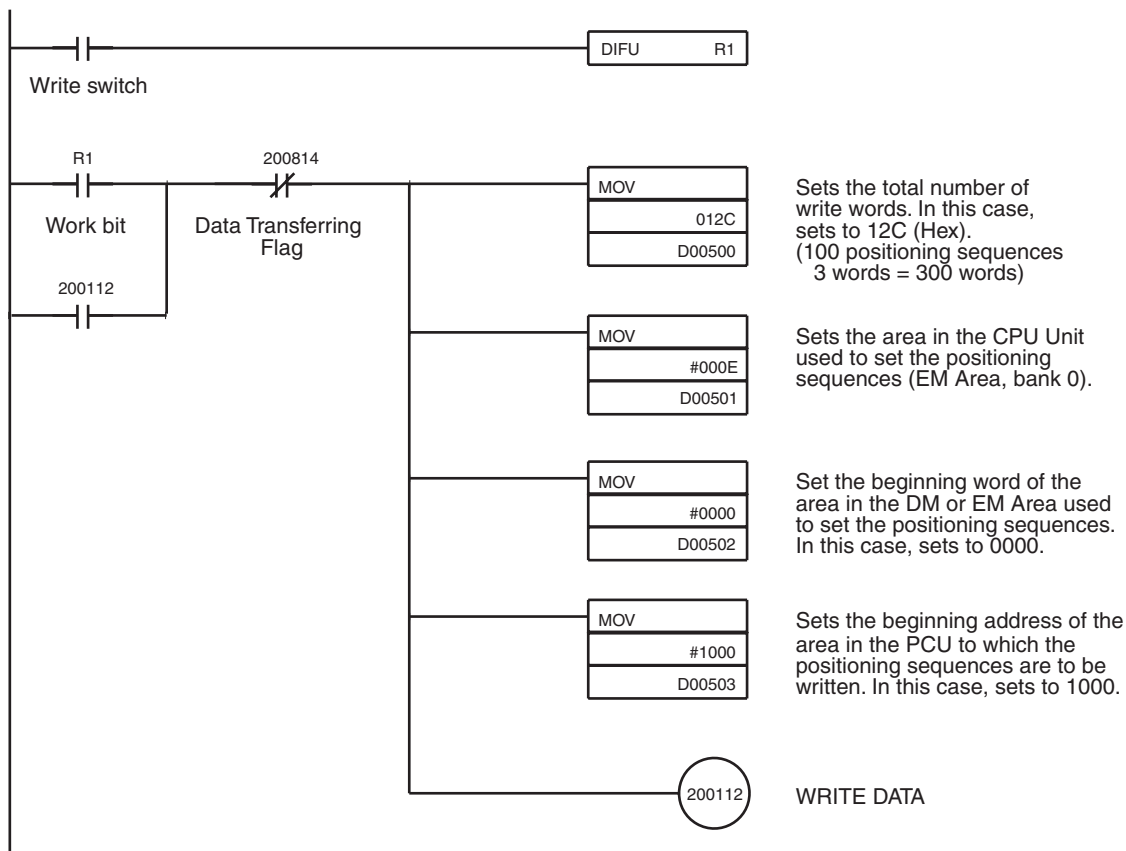 DIFU R1
Write switch
R1
200814
Work bit
Data Transferring
Flag
200112
MOV
012C
D00500
Sets the total number of
write words. In this case,
sets to 12C (Hex).
(100 positioning sequences
3 words = 300 words)
MOV
#000E
D00501
Sets the area in the CPU Unit
used to set the positioning
sequences (EM Area, bank 0).
MOV
#0000
D00502
Set the beginning word of the
area in the DM or EM Area used
to set the positioning sequences.
In this case, sets to 0000.
MOV
#1000
D00503
Sets the beginning address of the
area in the PCU to which the
positioning sequences are to be
written. In this case, sets to 1000.
200112
WRITE DATA